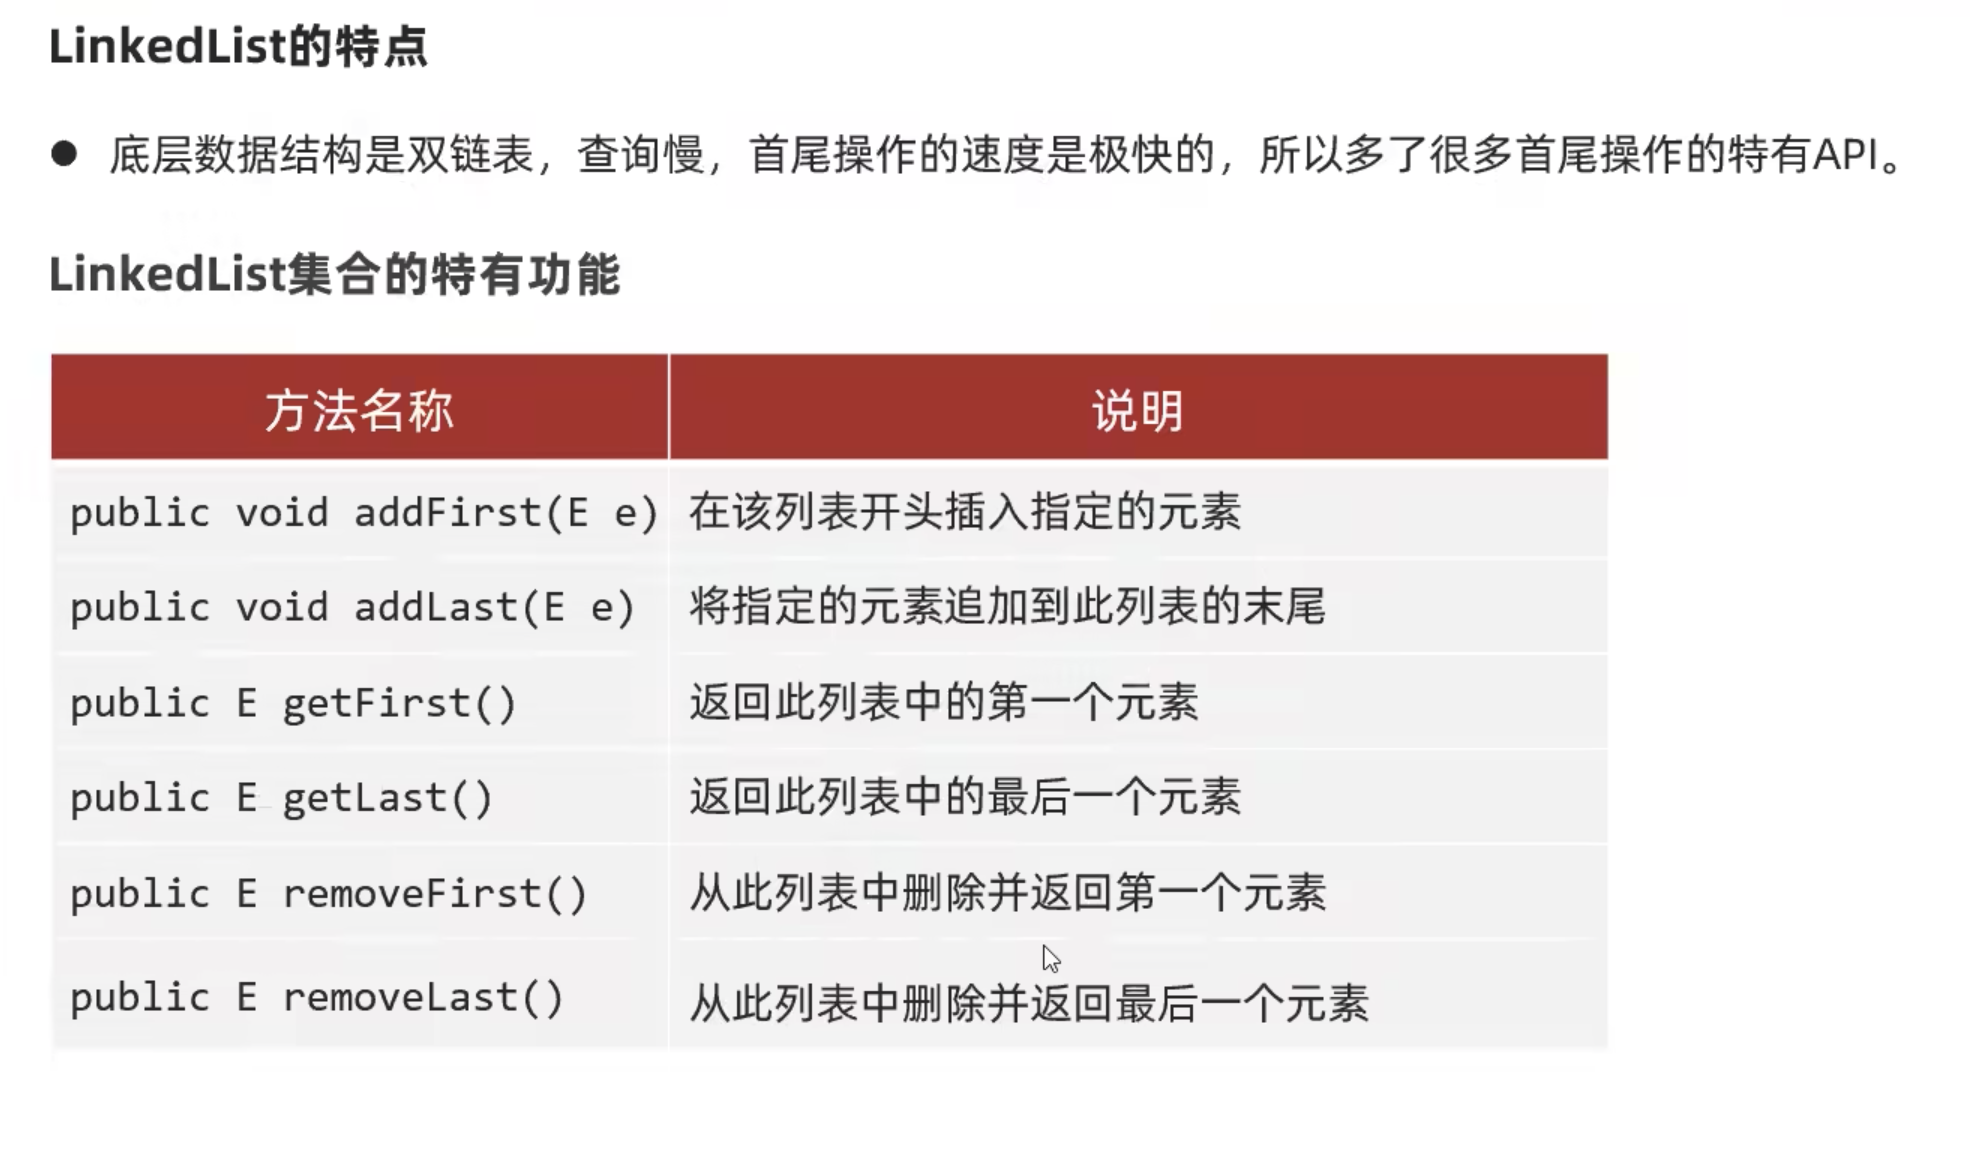 LinkedList的特点
● 底层数据结构是双链表，查询慢，首尾操作的速度是极快的，所以多了很多首尾操作的特有API。
LinkedList集合的特有功能
方法名称 说明
public void addFirst(E e) 在该列表开头插入指定的元素
public void addLast(E e) 将指定的元素追加到此列表的末尾
public E getFirst() 返回此列表中的第一个元素
public E getLast() 返回此列表中的最后一个元素
public E removeFirst() 从此列表中删除并返回第一个元素
public E removeLast() 从此列表中删除并返回最后一个元素